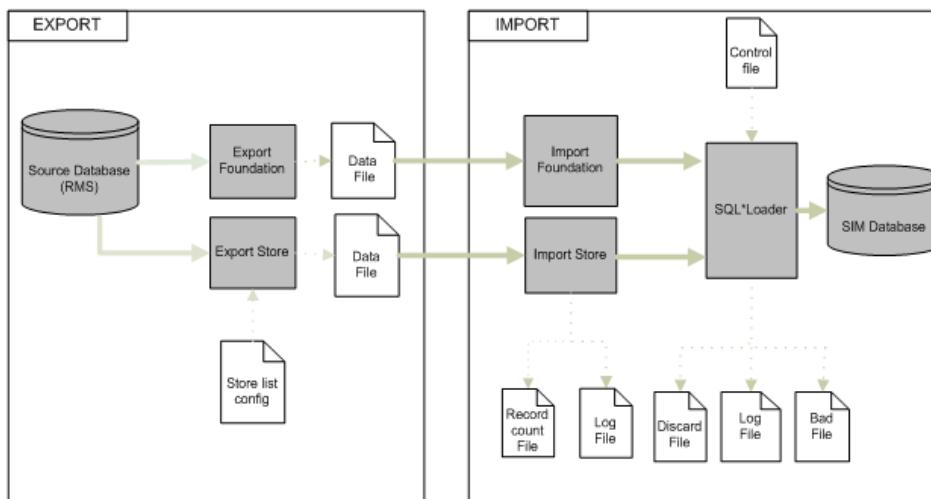 EXPORT
IMPORT
Control
file
Source Database
(RMS)
Export
Foundation
Data
File
Import
Foundation
SQL*Loader
SIM Database
Export Store
Data
File
Import Store
Store list
config
Record
count
File
Log
File
Discard
File
Log
File
Bad
File